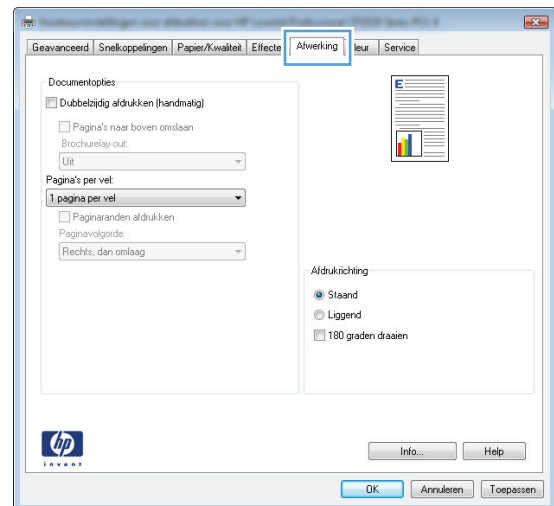 Geavanceerd Snelkoppelingen Papier/Kwaliteit Effecte Afwerking leur Service
Documentopties
Dubbelzijdig afdrukken (handmatig)
Pagina's naar boven omslaan
Brochurelay-out:
Uit
Pagina's per vel:
1 pagina per vel
Paginaranden afdrukken
Paginavolgorde:
Rechts, dan omlaag
E
Afdrukrichting
Staand
Liggend
180 graden draaien
hp
invent
Info... Help
OK Annuleren Toepassen